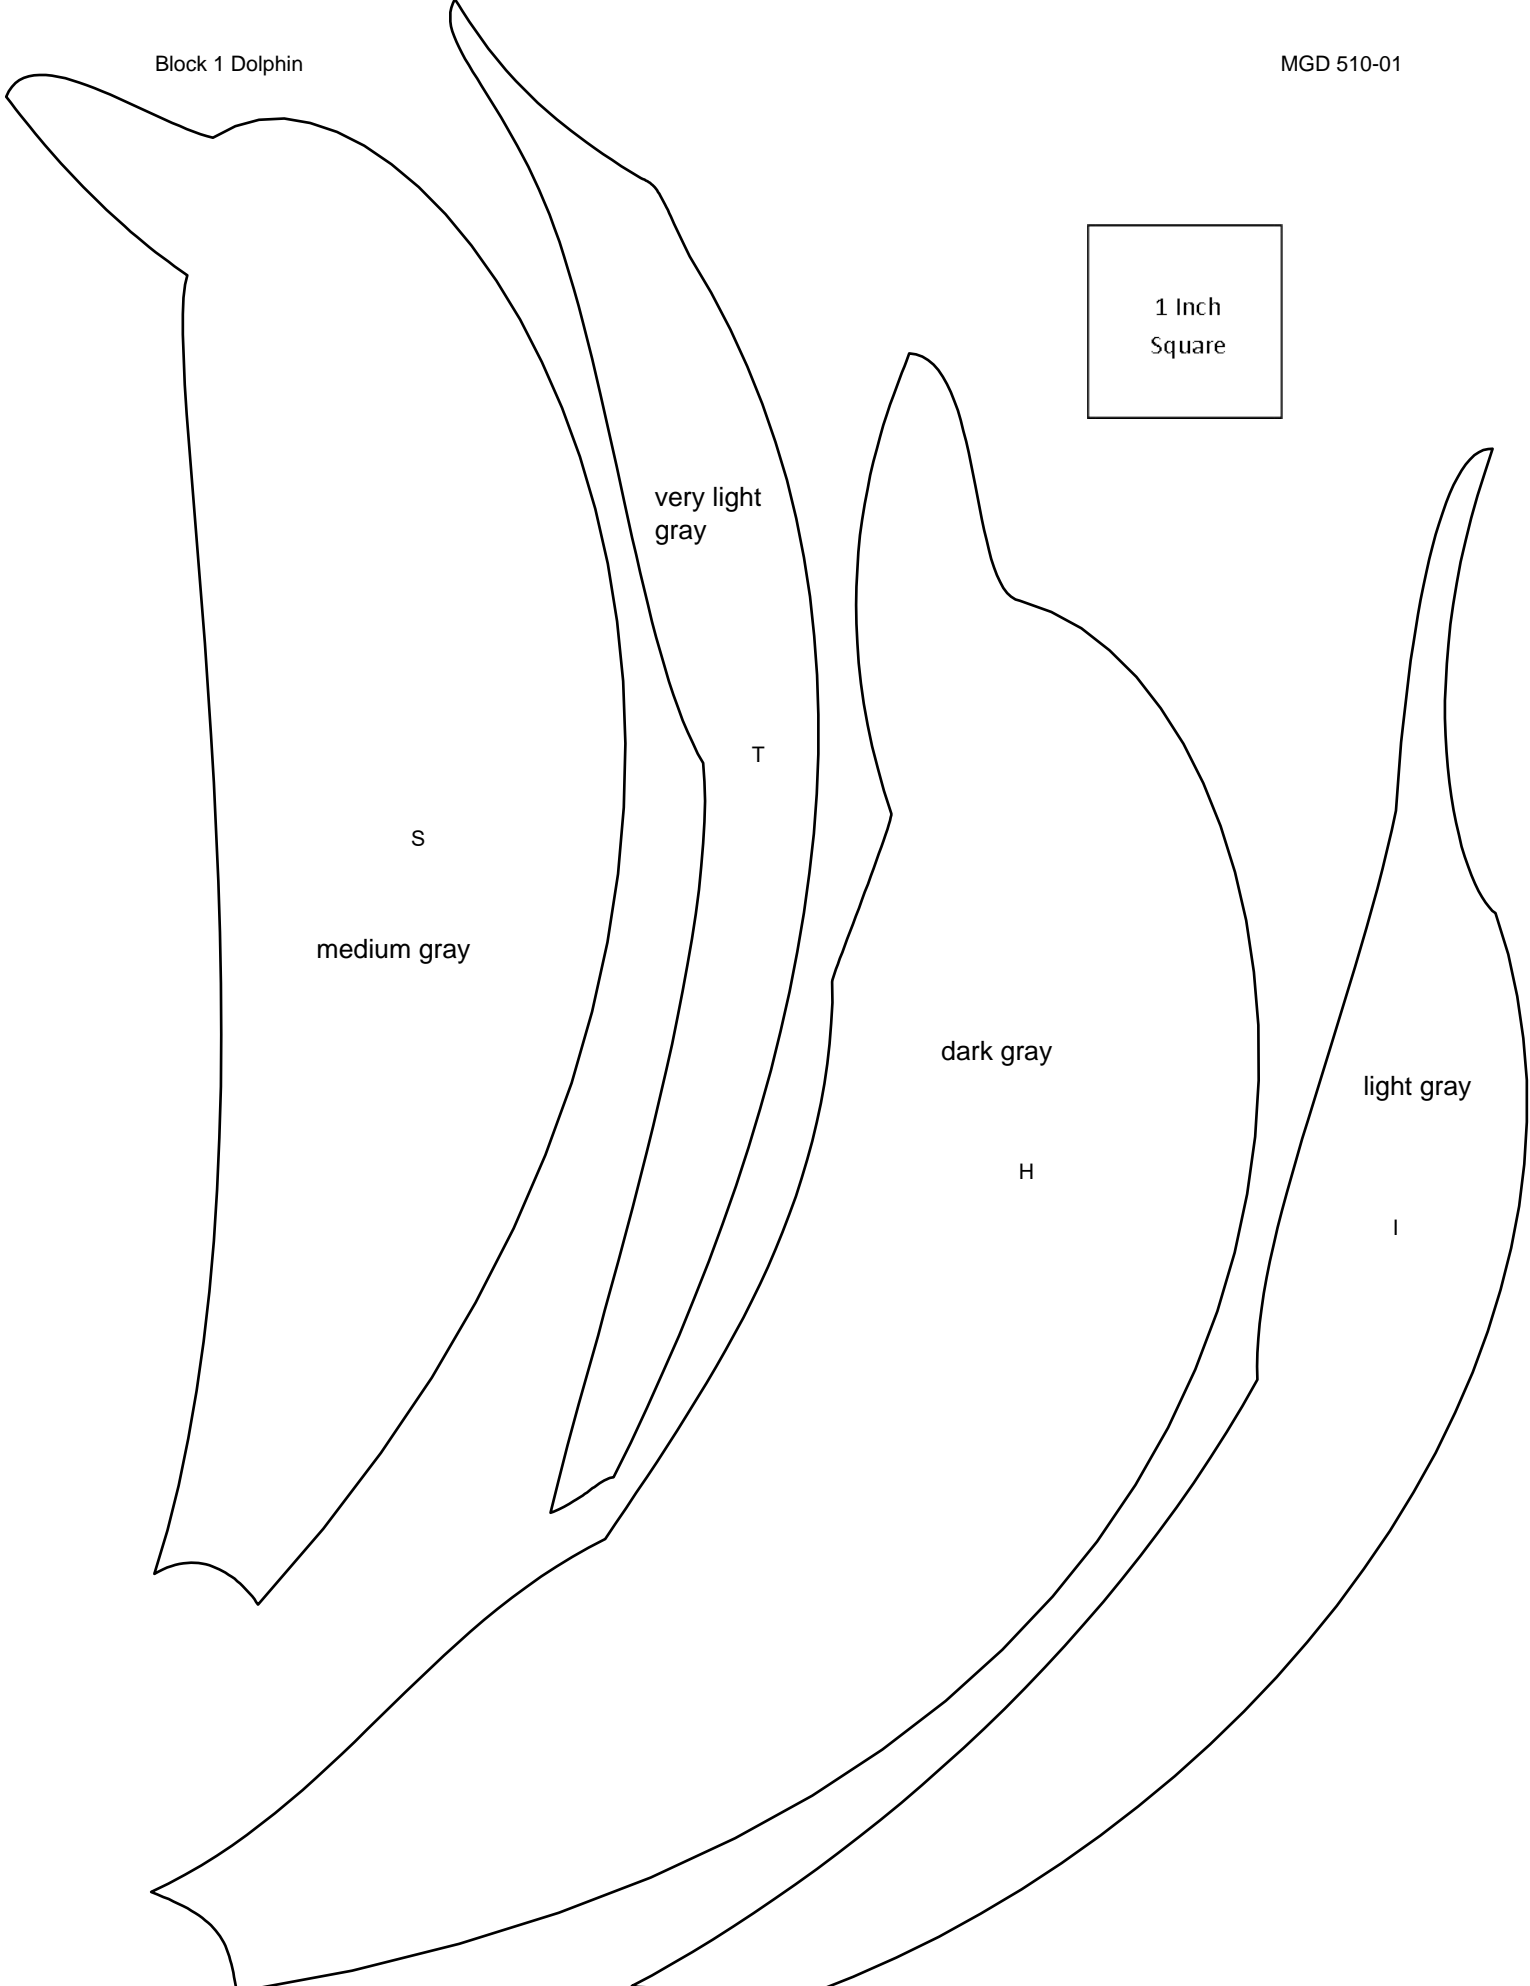 Block 1 Dolphin
MGD 510-01
1 Inch
Square
very light
gray
T
S
medium gray
dark gray
light gray
H
I